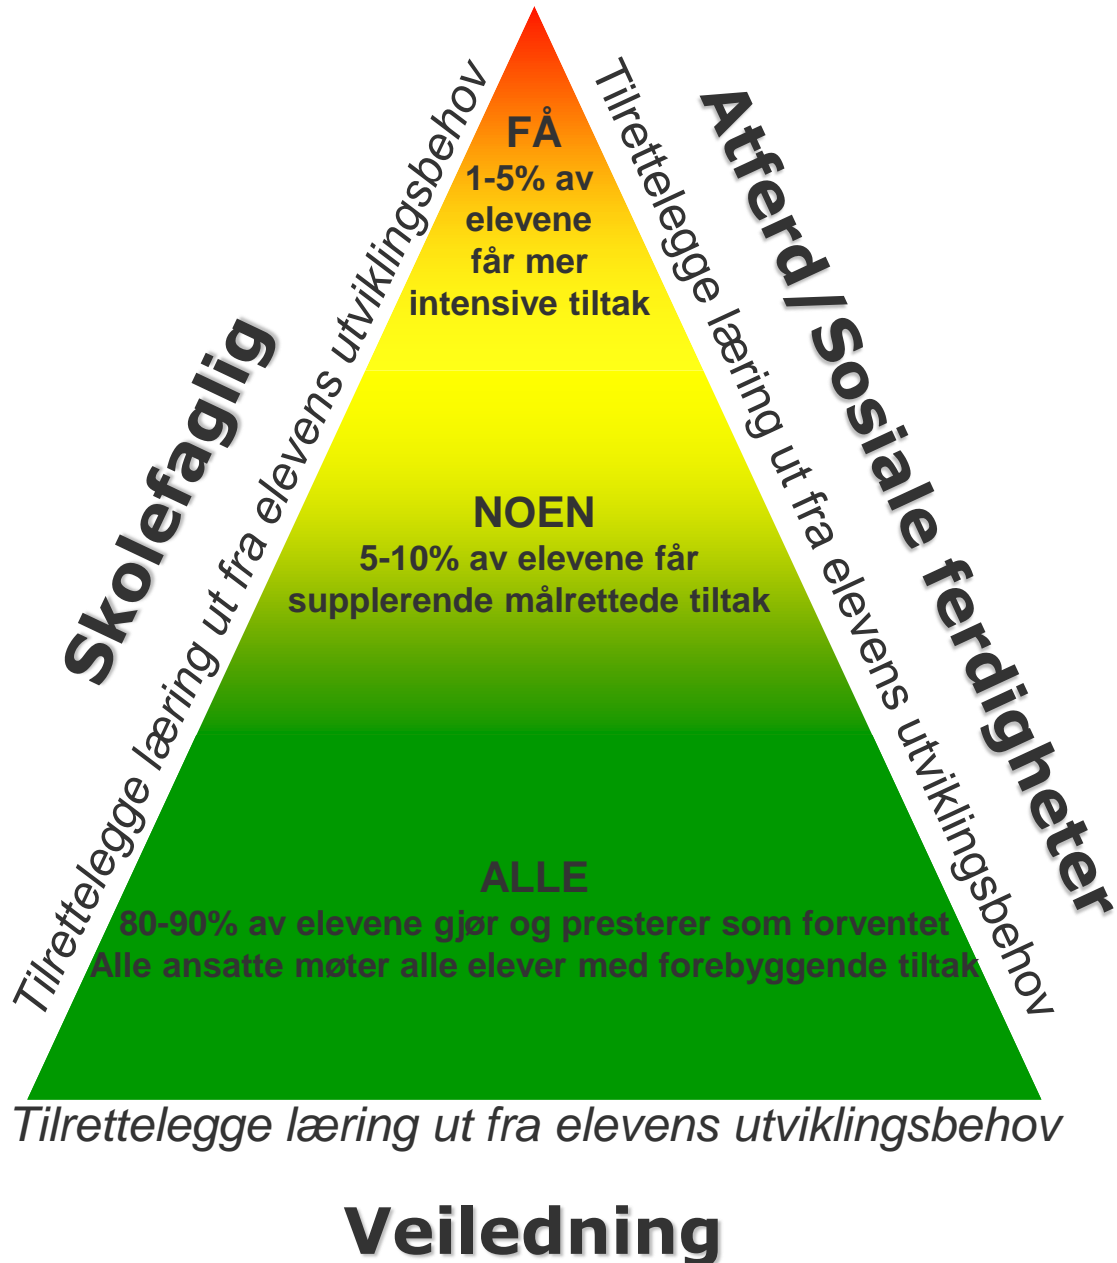 FÅ
1-5% av
elevene
får mer
intensive tiltak
NOEN
5-10% av elevene får
supplerende målrettede tiltak
ALLE
80-90% av elevene gjør og presterer som forventet
Alle ansatte møter alle elever med forebyggende tiltak
Skolefaglig
Tilrettelegge læring ut fra elevens utviklingsbehov
Tilrettelegge læring ut fra elevens utviklingsbehov
Atferd/Sosiale ferdigheter
Tilrettelegge læring ut fra elevens utviklingsbehov
Veiledning